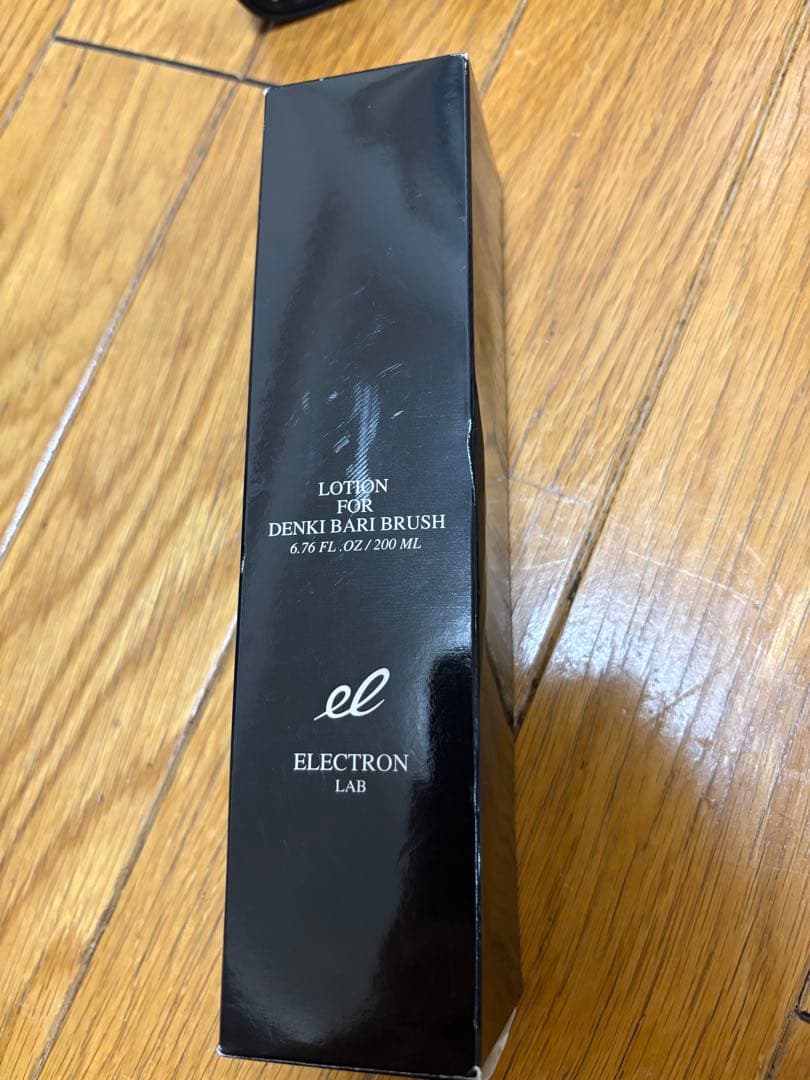 LOTION
FOR
DENKI BARI BRUSH
6.76 FL .OZ / 200 ML
el
ELECTRON
LAB